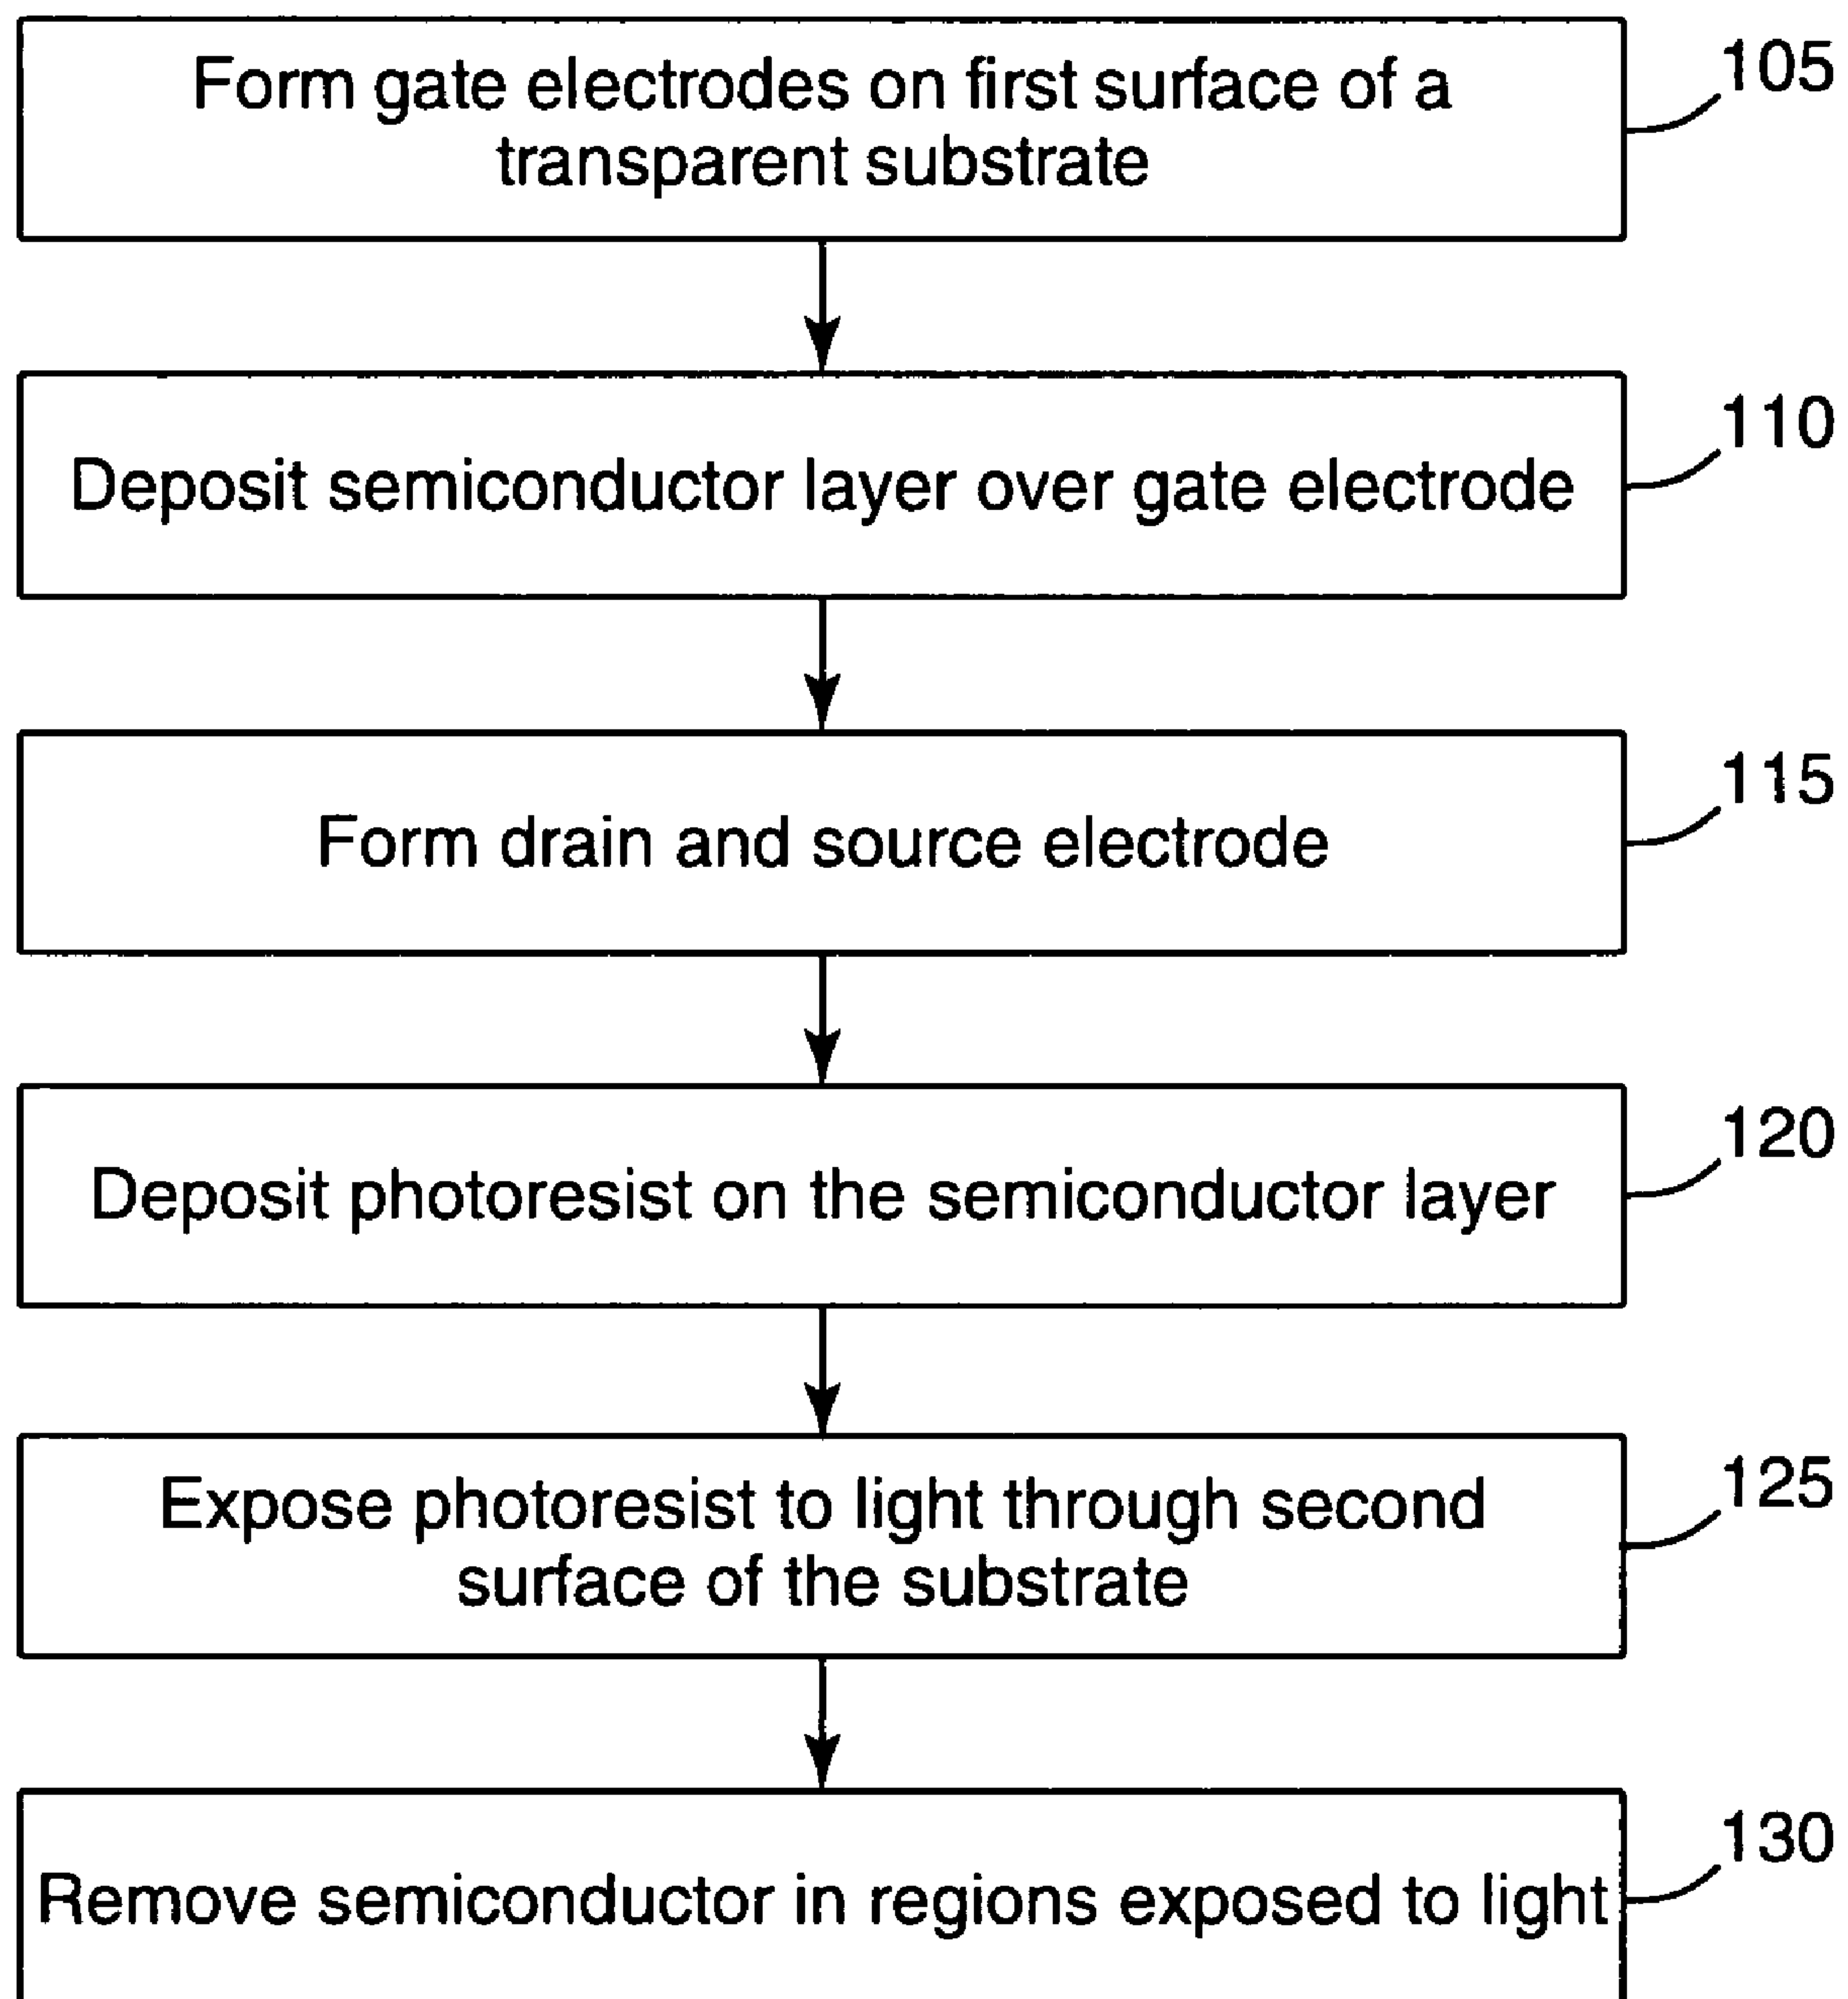 Form gate electrodes on first surface of a
transparent substrate
105
Deposit semiconductor layer over gate electrode
110
Form drain and source electrode
115
Deposit photoresist on the semiconductor layer
120
Expose photoresist to light through second
surface of the substrate
125
Remove semiconductor in regions exposed to light
130